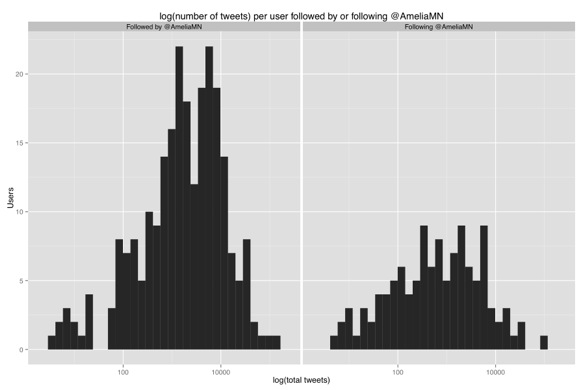 log(number of tweets) per user followed by or following @AmeliaMN
Followed by @AmeliaMN
Following @AmeliaMN
20
15
10
5
0
Users
100
10000
100
10000
log(total tweets)